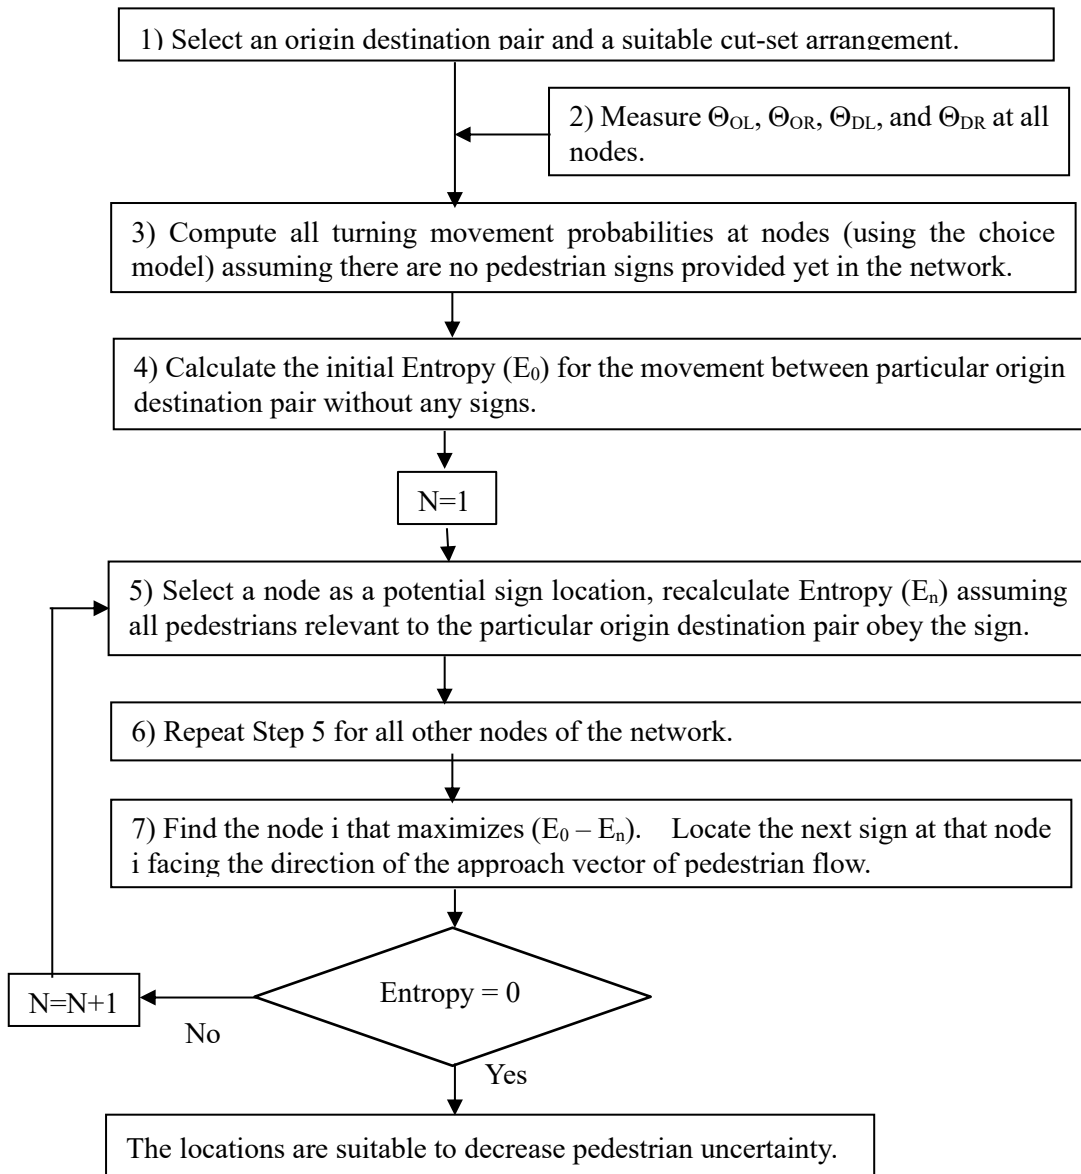 1) Select an origin destination pair and a suitable cut-set arrangement.
2) Measure Θ_OL, Θ_OR, Θ_DL, and Θ_DR at all
nodes.
3) Compute all turning movement probabilities at nodes (using the choice
model) assuming there are no pedestrian signs provided yet in the network.
4) Calculate the initial Entropy (E₀) for the movement between particular origin
destination pair without any signs.
N=1
5) Select a node as a potential sign location, recalculate Entropy (Eₙ) assuming
all pedestrians relevant to the particular origin destination pair obey the sign.
6) Repeat Step 5 for all other nodes of the network.
7) Find the node i that maximizes (E₀ – Eₙ). Locate the next sign at that node
i facing the direction of the approach vector of pedestrian flow.
Entropy = 0
N=N+1
No
Yes
The locations are suitable to decrease pedestrian uncertainty.